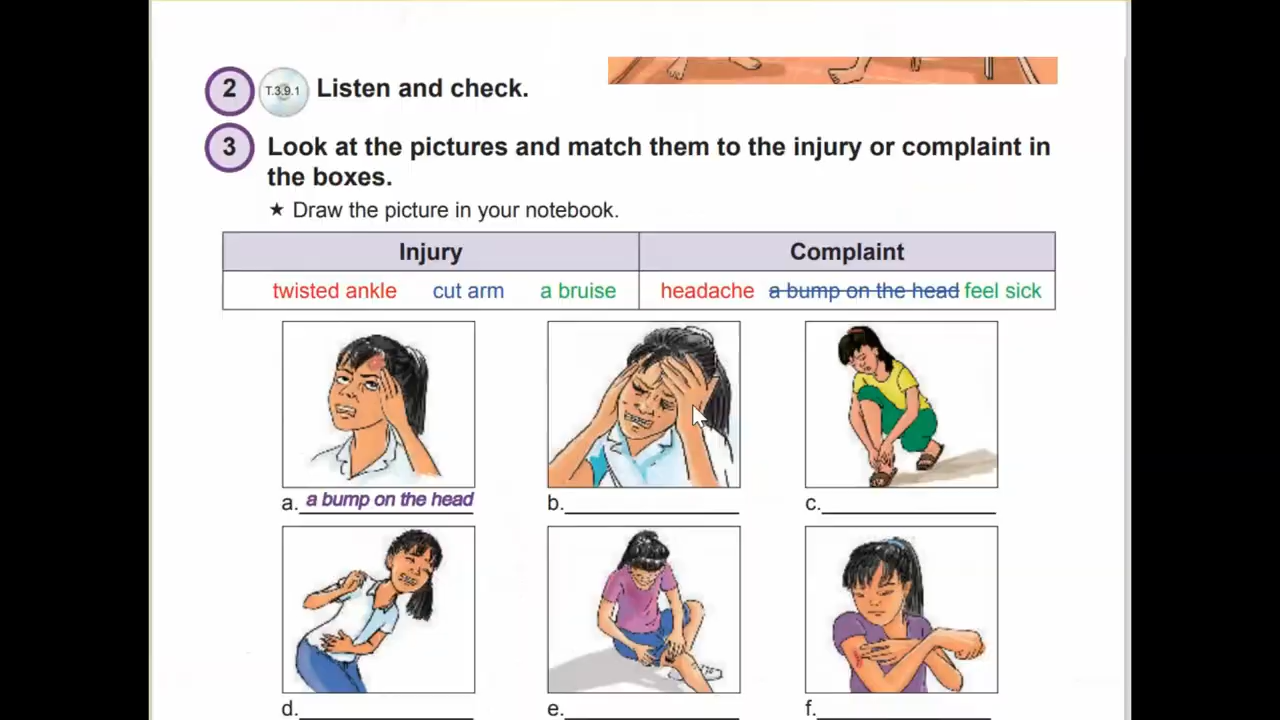 2 T.3.9.1 Listen and check.
3 Look at the pictures and match them to the injury or complaint in
the boxes.
★ Draw the picture in your notebook.
Injury Complaint
twisted ankle cut arm a bruise headache a bump on the head feel sick
a. a bump on the head b. c.
d. e. f.